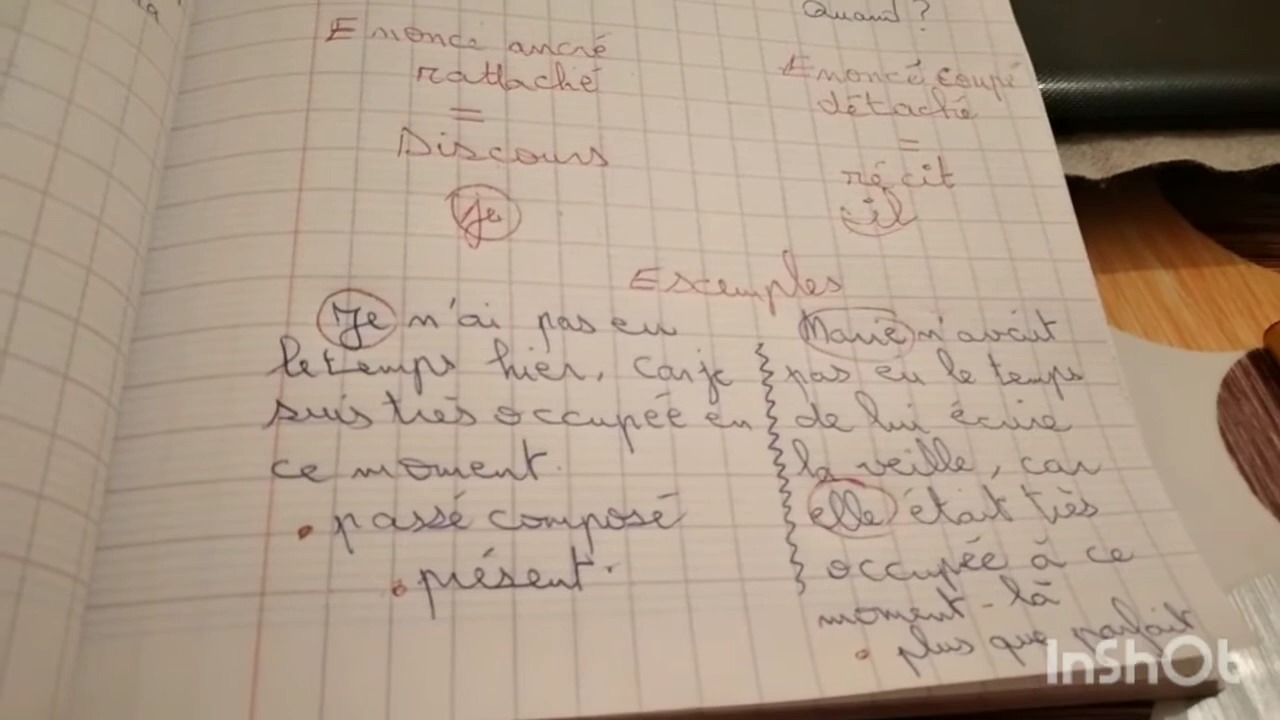 Quand ?
Enonce ancré
rattaché
=
Discours
Je
Enoncé coupé
détaché
=
récit
il
Exemples
Je n'ai pas eu
le temps hier, car je
suis très occupée en
ce moment.
• passé composé
• présent.
Marie n'avait
pas eu le temps
de lui écrire
la veille, car
elle était très
occupée à ce
moment-là
• plus que parfait
InShOt